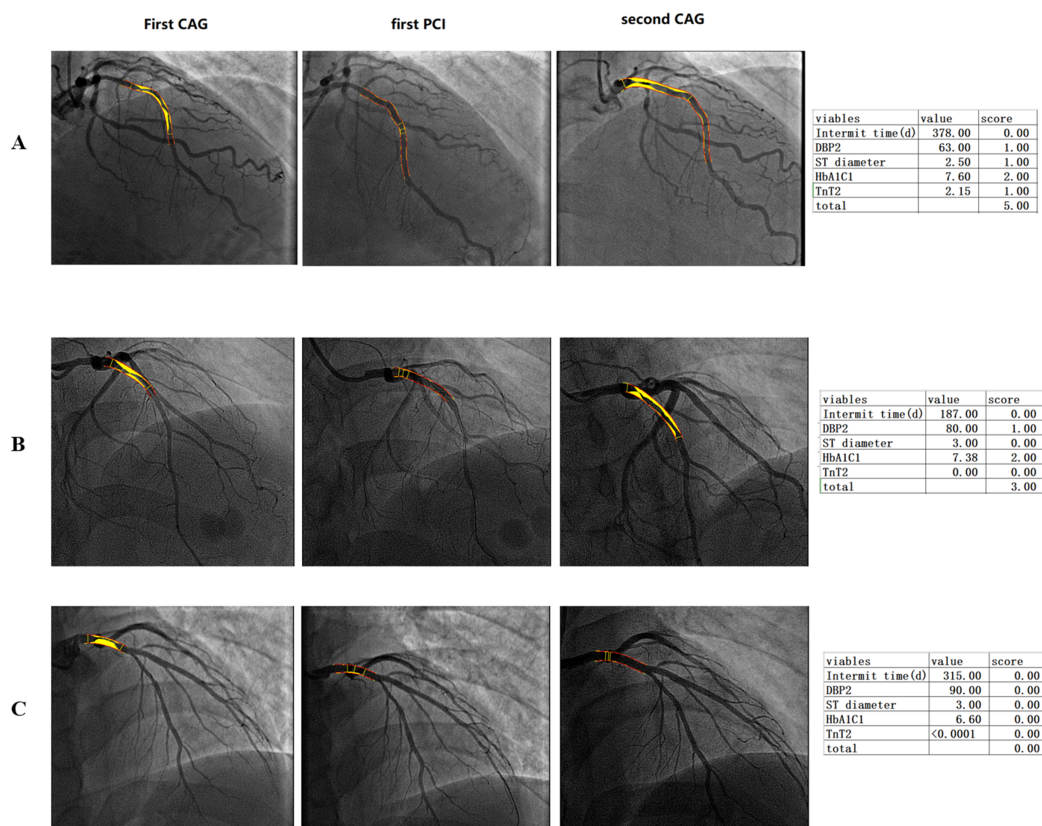 First CAG first PCI second CAG
A
viables value score
Intermit time(d) 378.00 0.00
DBP2 63.00 1.00
ST diameter 2.50 1.00
HbA1C1 7.60 2.00
TnT2 2.15 1.00
total 5.00
B
viables value score
Intermit time(d) 187.00 0.00
DBP2 80.00 1.00
ST diameter 3.00 0.00
HbA1C1 7.38 2.00
TnT2 0.00 0.00
total 3.00
C
viables value score
Intermit time(d) 315.00 0.00
DBP2 90.00 0.00
ST diameter 3.00 0.00
HbA1C1 6.60 0.00
TnT2 <0.0001 0.00
total 0.00